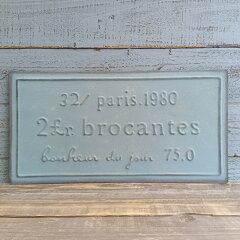 32/ paris.1980
2fr. brocantes
bonheur du jour 75.0